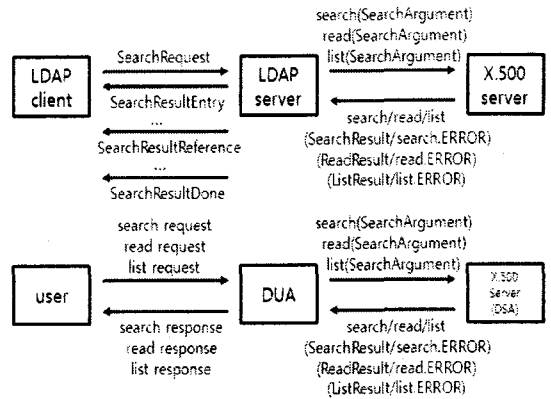 search(SearchArgument)
read(SearchArgument)
list(SearchArgument)
SearchRequest
LDAP
client
LDAP
server
X.500
server
SearchResultEntry
...
SearchResultReference
...
SearchResultDone
search/read/list
(SearchResult/search.ERROR)
(ReadResult/read.ERROR)
(ListResult/list.ERROR)
search request
read request
list request
search(SearchArgument)
read(SearchArgument)
list(SearchArgument)
user
DUA
X.500
Server
(DSA)
search response
read response
list response
search/read/list
(SearchResult/search.ERROR)
(ReadResult/read.ERROR)
(ListResult/list.ERROR)